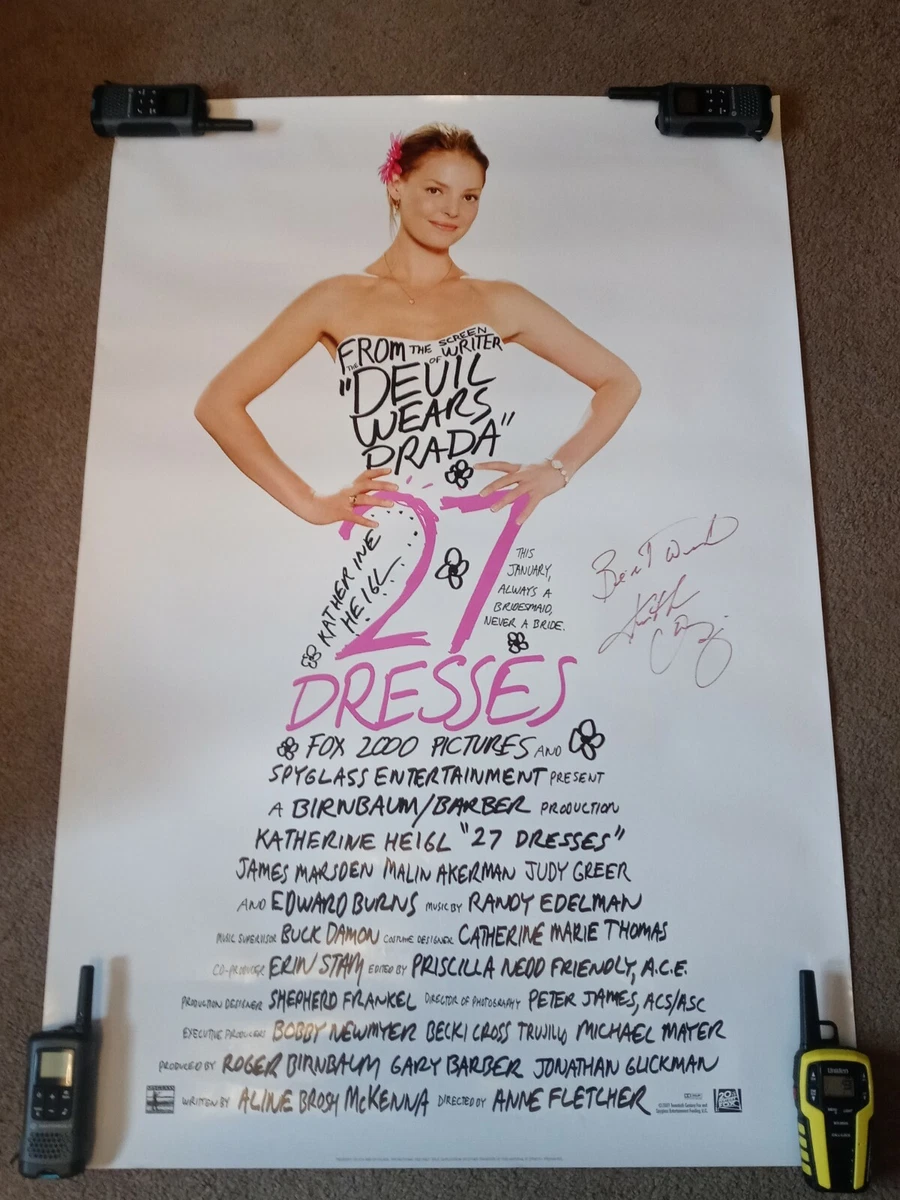 FROM THE SCREEN
WRITER
OF
THE
"DEVIL
WEARS
PRADA"
27
KATHERINE
HEIGL
THIS
JANUARY,
ALWAYS A
BRIDESMAID,
NEVER A BRIDE.
Best Wishes
DRESSES
FOX 2000 PICTURES AND
SPYGLASS ENTERTAINMENT PRESENT
A BIRNBAUM/BARBER PRODUCTION
KATHERINE HEIGL "27 DRESSES"
JAMES MARSDEN MALIN AKERMAN JUDY GREER
AND EDWARD BURNS MUSIC BY RANDY EDELMAN
MUSIC SUPERVISOR BUCK DAMON COSTUME DESIGNER CATHERINE MARIE THOMAS
CO-PRODUCER ERIN STAM EDITED BY PRISCILLA NEDD FRIENDLY, A.C.E.
PRODUCTION DESIGNER SHEPHERD FRANKEL DIRECTOR OF PHOTOGRAPHY PETER JAMES, ACS/ASC
EXECUTIVE PRODUCERS BOBBY NEWMYER BECKI CROSS TRUJILLO MICHAEL MAYER
PRODUCED BY ROGER BIRNBAUM GARY BARBER JONATHAN GLICKMAN
WRITTEN BY ALINE BROSH McKENNA DIRECTED BY ANNE FLETCHER
SPYGLASS
20TH
CENTURY
FOX
MOTOROLA
Uniden